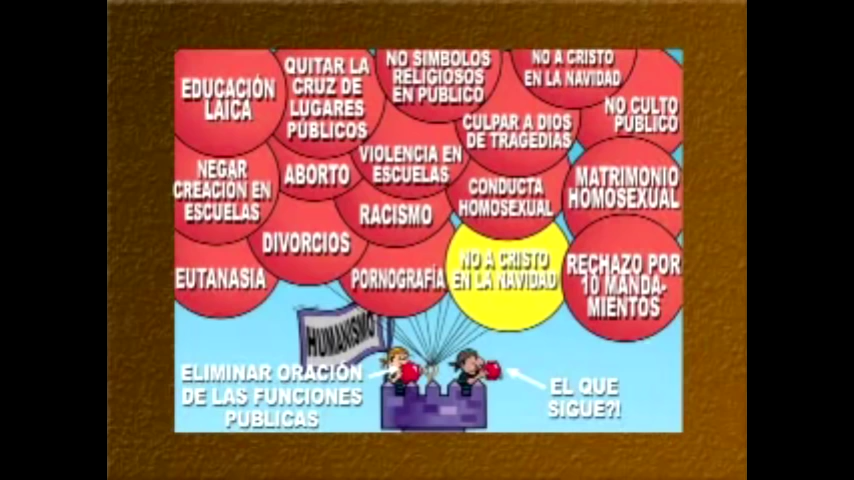 EDUCACIÓN
LAICA
QUITAR LA
CRUZ DE
LUGARES
PÚBLICOS
NO SIMBOLOS
RELIGIOSOS
EN PUBLICO
NO A CRISTO
EN LA NAVIDAD
NO CULTO
PUBLICO
CULPAR A DIOS
DE TRAGEDIAS
NEGAR
CREACIÓN EN
ESCUELAS
ABORTO
VIOLENCIA EN
ESCUELAS
CONDUCTA
HOMOSEXUAL
MATRIMONIO
HOMOSEXUAL
DIVORCIOS
RACISMO
EUTANASIA
PORNOGRAFÍA
NO A CRISTO
EN LA NAVIDAD
RECHAZO POR
10 MANDA-
MIENTOS
HUMANISMO
ELIMINAR ORACIÓN
DE LAS FUNCIONES
PUBLICAS
EL QUE
SIGUE?!